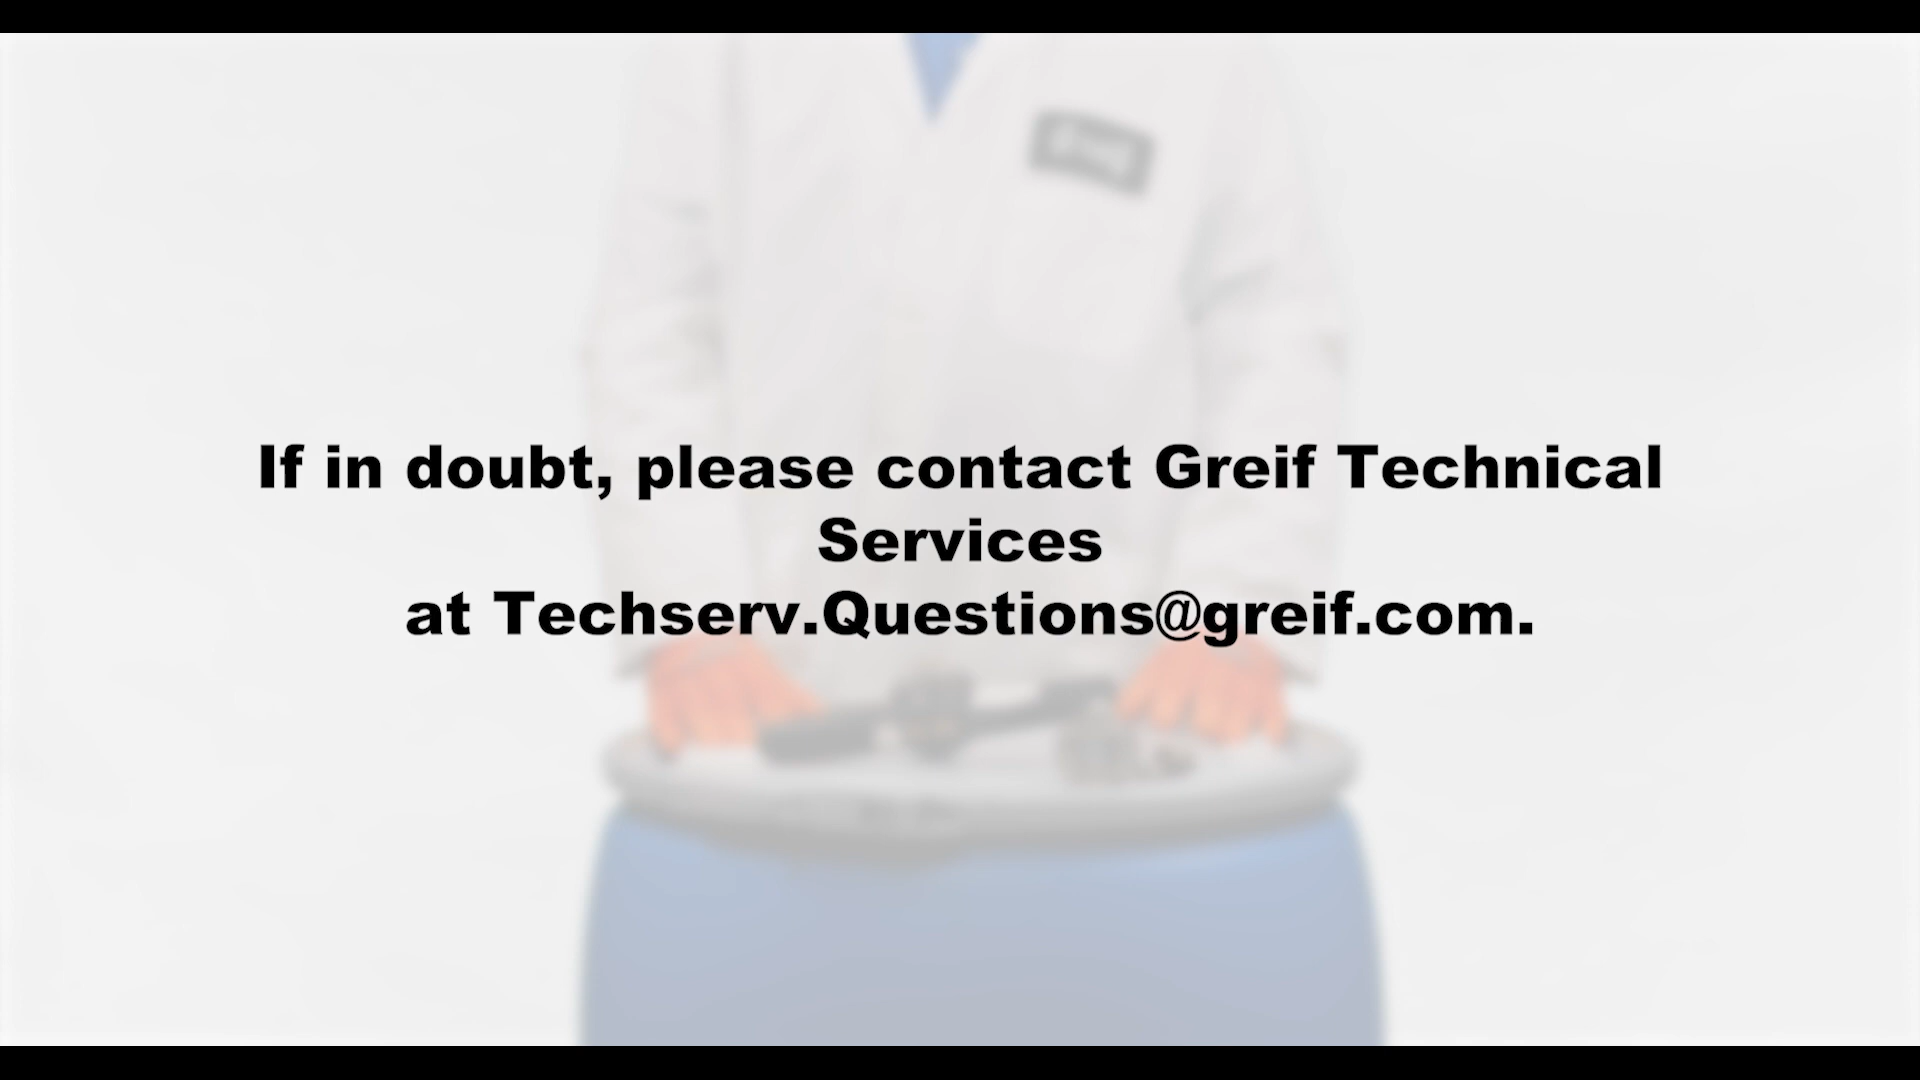 If in doubt, please contact Greif Technical
Services
at Techserv.Questions@greif.com.